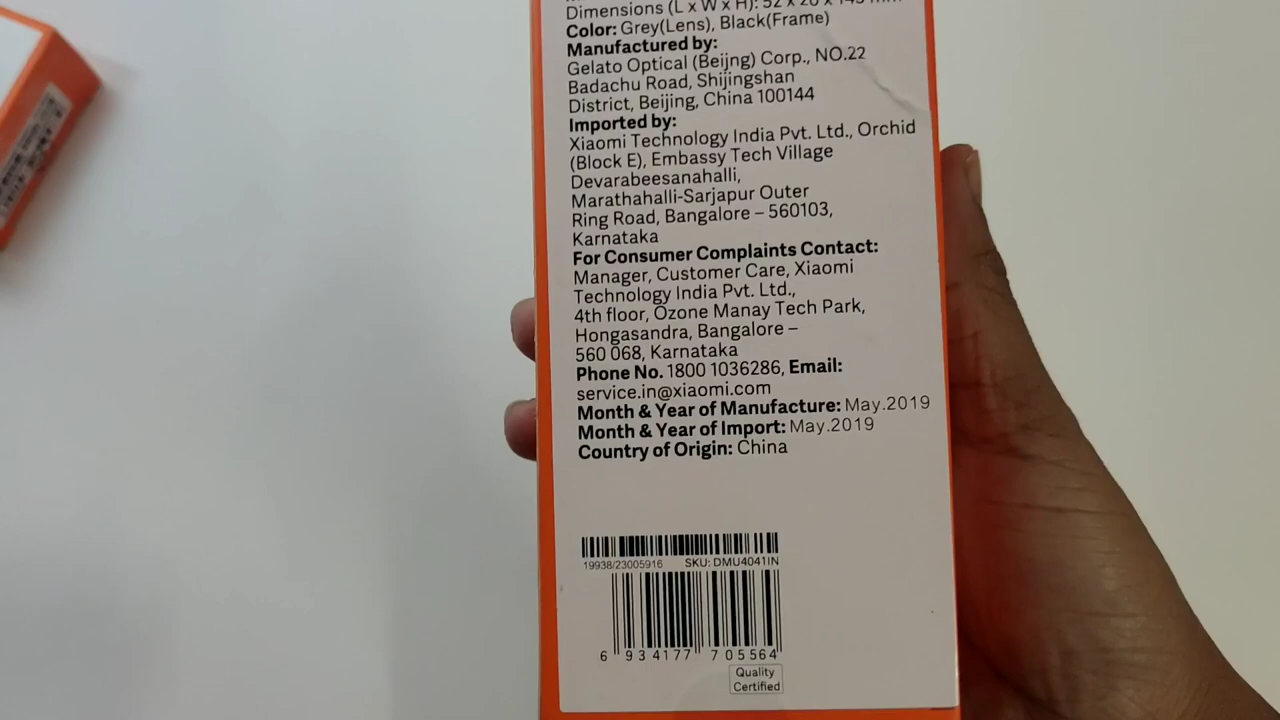 Dimensions (L x W x H): 52 x 20 x 145 mm
Color: Grey(Lens), Black(Frame)
Manufactured by:
Gelato Optical (Beijng) Corp., NO.22
Badachu Road, Shijingshan
District, Beijing, China 100144
Imported by:
Xiaomi Technology India Pvt. Ltd., Orchid
(Block E), Embassy Tech Village
Devarabeesanahalli,
Marathahalli-Sarjapur Outer
Ring Road, Bangalore – 560103,
Karnataka
For Consumer Complaints Contact:
Manager, Customer Care, Xiaomi
Technology India Pvt. Ltd.,
4th floor, Ozone Manay Tech Park,
Hongasandra, Bangalore –
560 068, Karnataka
Phone No. 1800 1036286, Email:
service.in@xiaomi.com
Month & Year of Manufacture: May.2019
Month & Year of Import: May.2019
Country of Origin: China
19938/23005916 SKU: DMU4041IN
6 934177 705564
Quality
Certified